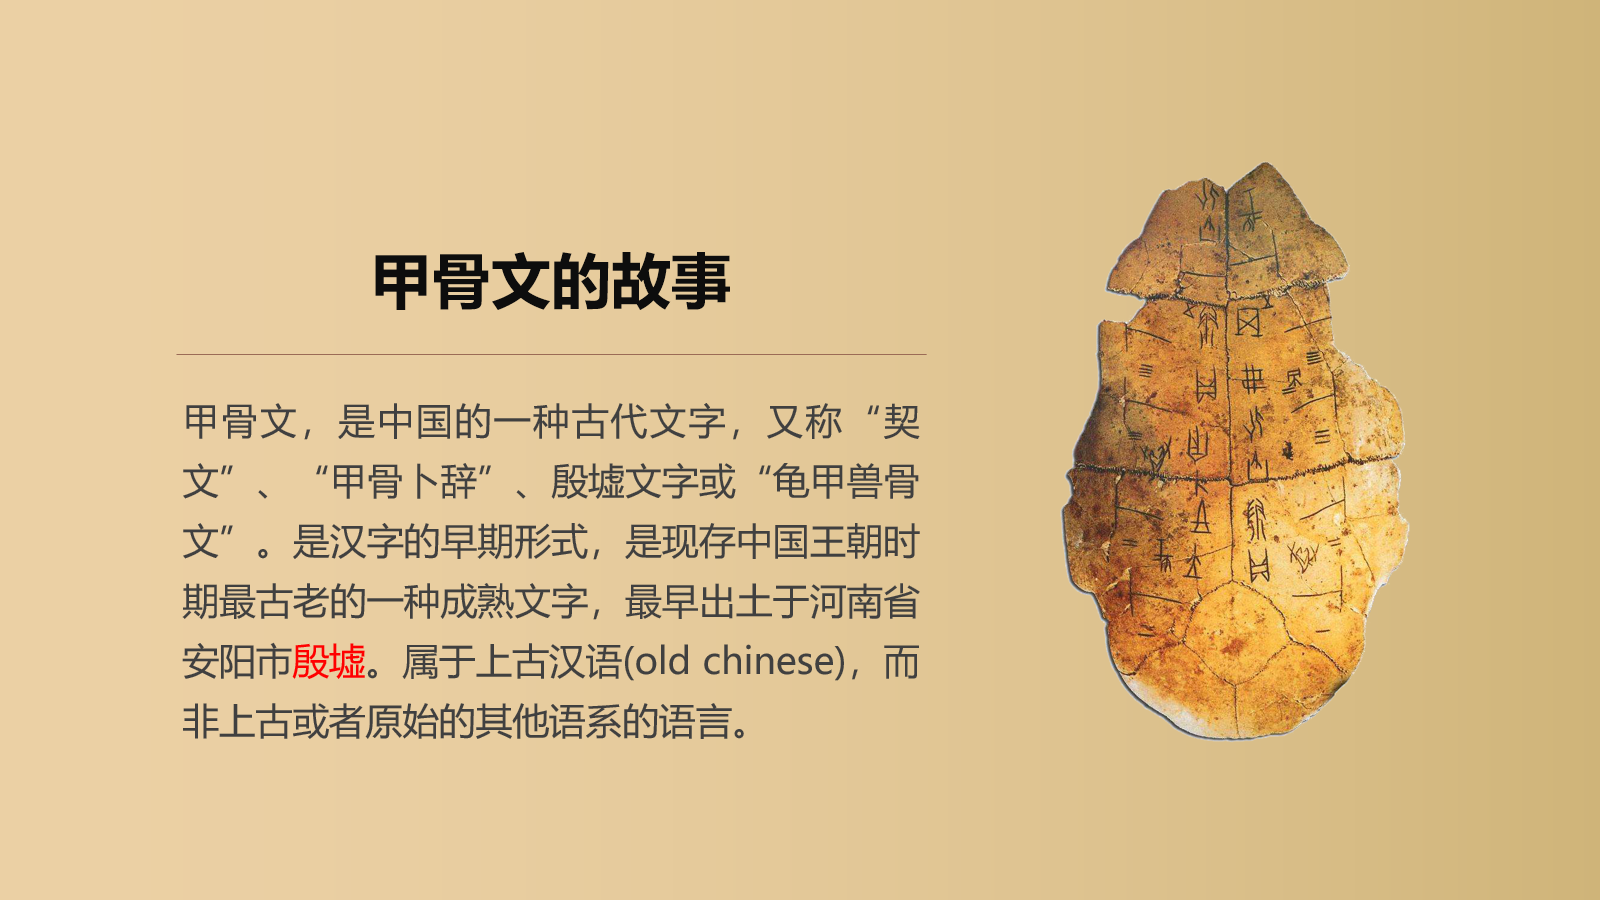 甲骨文的故事
甲骨文，是中国的一种古代文字，又称“契
文”、“甲骨卜辞”、殷墟文字或“龟甲兽骨
文”。是汉字的早期形式，是现存中国王朝时
期最古老的一种成熟文字，最早出土于河南省
安阳市殷墟。属于上古汉语(old chinese)，而
非上古或者原始的其他语系的语言。